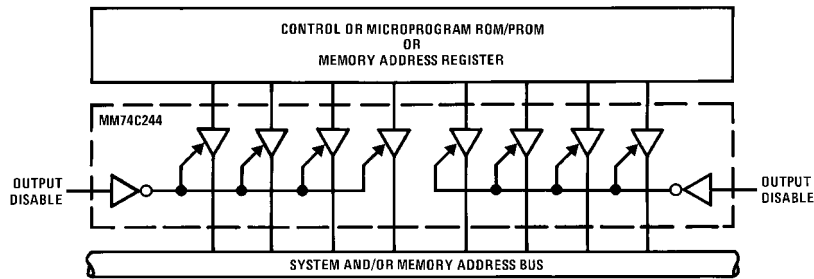 CONTROL OR MICROPROGRAM ROM/PROM
OR
MEMORY ADDRESS REGISTER
MM74C244
OUTPUT
DISABLE
OUTPUT
DISABLE
SYSTEM AND/OR MEMORY ADDRESS BUS